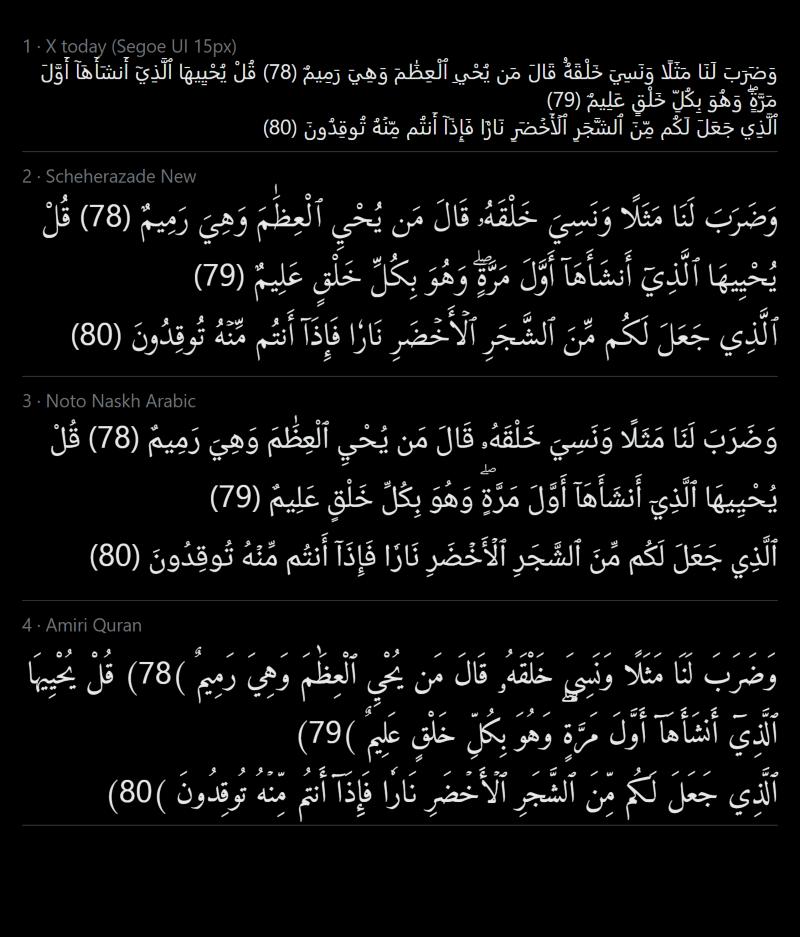 1 · X today (Segoe UI 15px)
وَضَرَبَ لَنَا مَثَلًا وَنَسِيَ خَلْقَهُۥ قَالَ مَن يُحْيِ ٱلْعِظَٰمَ وَهِيَ رَمِيمٌ (78) قُلْ يُحْيِيهَا ٱلَّذِيٓ أَنشَأَهَآ أَوَّلَ
مَرَّةٍۖ وَهُوَ بِكُلِّ خَلْقٍ عَلِيمٌ (79)
ٱلَّذِي جَعَلَ لَكُم مِّنَ ٱلشَّجَرِ ٱلْأَخْضَرِ نَارٗا فَإِذَآ أَنتُم مِّنْهُ تُوقِدُونَ (80)
2 · Scheherazade New
وَضَرَبَ لَنَا مَثَلًا وَنَسِيَ خَلْقَهُۥ قَالَ مَن يُحْيِ ٱلْعِظَٰمَ وَهِيَ رَمِيمٌ (78) قُلْ
يُحْيِيهَا ٱلَّذِيٓ أَنشَأَهَآ أَوَّلَ مَرَّةٍۖ وَهُوَ بِكُلِّ خَلْقٍ عَلِيمٌ (79)
ٱلَّذِي جَعَلَ لَكُم مِّنَ ٱلشَّجَرِ ٱلْأَخْضَرِ نَارٗا فَإِذَآ أَنتُم مِّنْهُ تُوقِدُونَ (80)
3 · Noto Naskh Arabic
وَضَرَبَ لَنَا مَثَلًا وَنَسِيَ خَلْقَهُۥ قَالَ مَن يُحْيِ ٱلْعِظَٰمَ وَهِيَ رَمِيمٌ (78) قُلْ
يُحْيِيهَا ٱلَّذِيٓ أَنشَأَهَآ أَوَّلَ مَرَّةٍۖ وَهُوَ بِكُلِّ خَلْقٍ عَلِيمٌ (79)
ٱلَّذِي جَعَلَ لَكُم مِّنَ ٱلشَّجَرِ ٱلْأَخْضَرِ نَارٗا فَإِذَآ أَنتُم مِّنْهُ تُوقِدُونَ (80)
4 · Amiri Quran
وَضَرَبَ لَنَا مَثَلًا وَنَسِيَ خَلْقَهُۥ قَالَ مَن يُحْيِ ٱلْعِظَٰمَ وَهِيَ رَمِيمٌ (78) قُلْ يُحْيِيهَا
ٱلَّذِيٓ أَنشَأَهَآ أَوَّلَ مَرَّةٍۖ وَهُوَ بِكُلِّ خَلْقٍ عَلِيمٌ (79)
ٱلَّذِي جَعَلَ لَكُم مِّنَ ٱلشَّجَرِ ٱلْأَخْضَرِ نَارٗا فَإِذَآ أَنتُم مِّنْهُ تُوقِدُونَ (80)